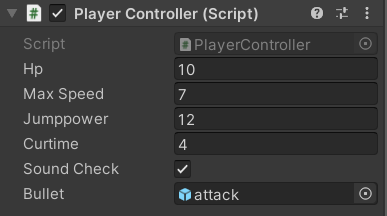 Player Controller (Script)
Script PlayerController
Hp 10
Max Speed 7
Jumppower 12
Curtime 4
Sound Check
Bullet attack